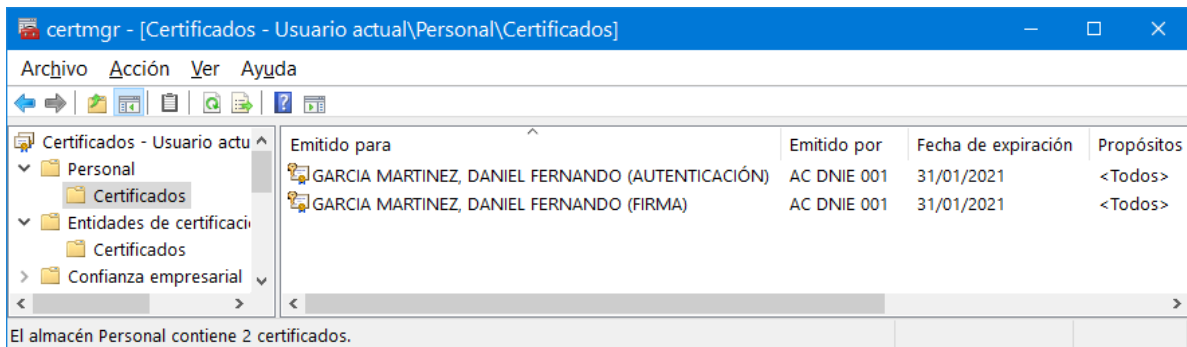 certmgr - [Certificados - Usuario actual\Personal\Certificados]
Archivo Acción Ver Ayuda
Certificados - Usuario actu
Personal
Certificados
Entidades de certificaci
Certificados
Confianza empresarial
Emitido para Emitido por Fecha de expiración Propósitos
GARCIA MARTINEZ, DANIEL FERNANDO (AUTENTICACIÓN) AC DNIE 001 31/01/2021 <Todos>
GARCIA MARTINEZ, DANIEL FERNANDO (FIRMA) AC DNIE 001 31/01/2021 <Todos>
El almacén Personal contiene 2 certificados.